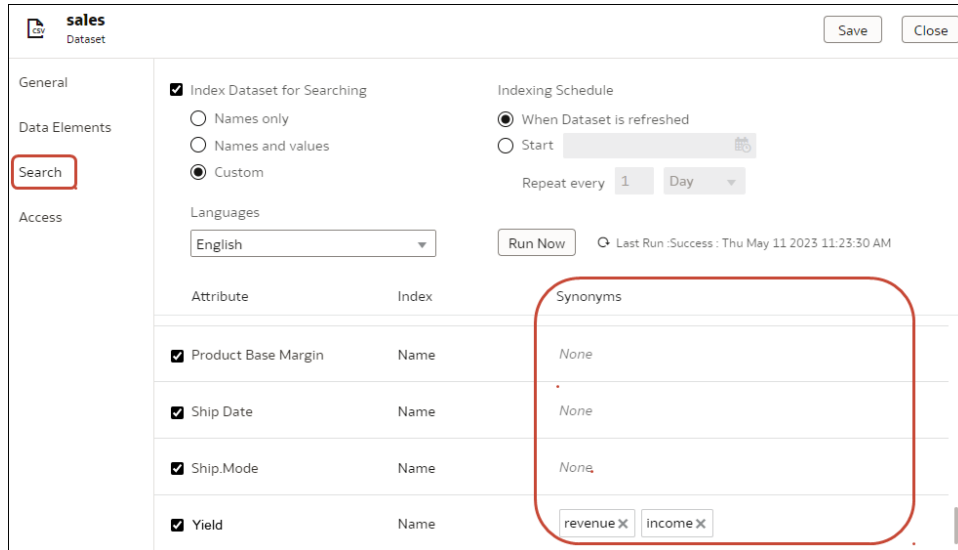 CSV
sales
Dataset
Save
Close
General
Data Elements
Search
Access
Index Dataset for Searching
Names only
Names and values
Custom
Languages
English
Indexing Schedule
When Dataset is refreshed
Start
Repeat every 1 Day
Run Now Last Run :Success : Thu May 11 2023 11:23:30 AM
Attribute Index Synonyms
Product Base Margin Name None
Ship Date Name None
Ship.Mode Name None
Yield Name revenue income